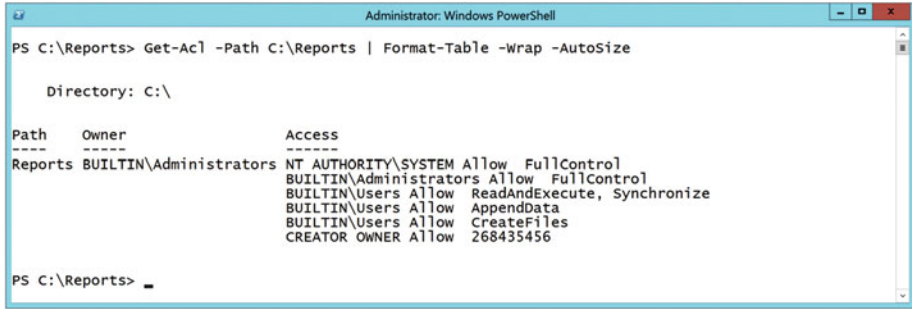 Administrator: Windows PowerShell
PS C:\Reports> Get-Acl -Path C:\Reports | Format-Table -Wrap -AutoSize
Directory: C:\
Path Owner Access
---- ----- ------
Reports BUILTIN\Administrators NT AUTHORITY\SYSTEM Allow FullControl
BUILTIN\Administrators Allow FullControl
BUILTIN\Users Allow ReadAndExecute, Synchronize
BUILTIN\Users Allow AppendData
BUILTIN\Users Allow CreateFiles
CREATOR OWNER Allow 268435456
PS C:\Reports> _